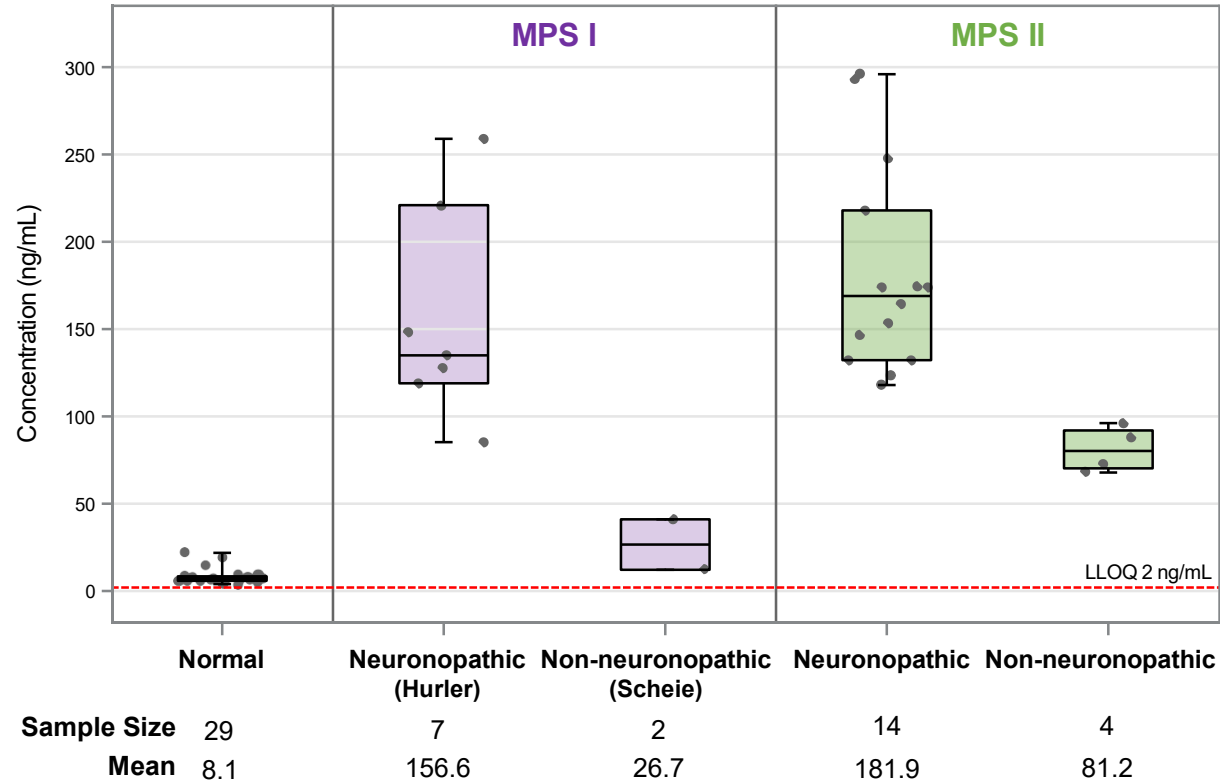 MPS I
MPS II
Concentration (ng/mL)
300
250
200
150
100
50
0
LLOQ 2 ng/mL
Normal
Neuronopathic
(Hurler)
Non-neuronopathic
(Scheie)
Neuronopathic
Non-neuronopathic
Sample Size 29 7 2 14 4
Mean 8.1 156.6 26.7 181.9 81.2